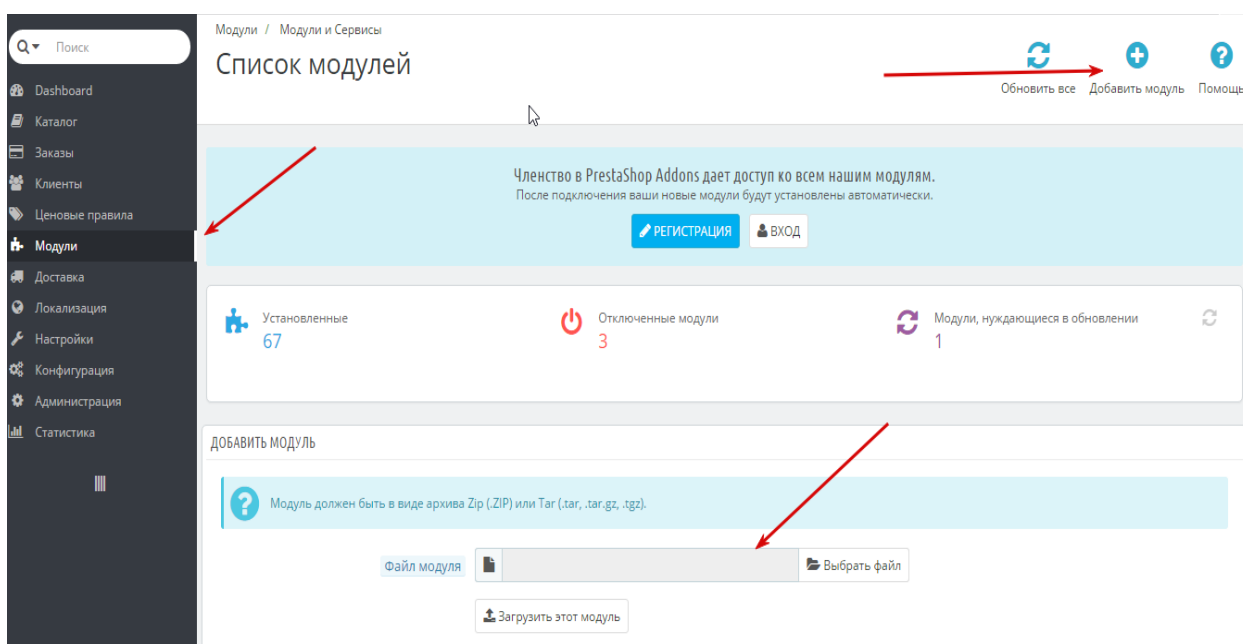 Модули / Модули и Сервисы
Поиск
Список модулей
Обновить все
Добавить модуль
Помощь
Dashboard
Каталог
Заказы
Клиенты
Ценовые правила
Модули
Доставка
Локализация
Настройки
Конфигурация
Администрация
Статистика
Членство в PrestaShop Addons дает доступ ко всем нашим модулям.
После подключения ваши новые модули будут установлены автоматически.
РЕГИСТРАЦИЯ
ВХОД
Установленные
67
Отключенные модули
3
Модули, нуждающиеся в обновлении
1
ДОБАВИТЬ МОДУЛЬ
Модуль должен быть в виде архива Zip (.ZIP) или Tar (.tar, .tar.gz, .tgz).
Файл модуля
Выбрать файл
Загрузить этот модуль